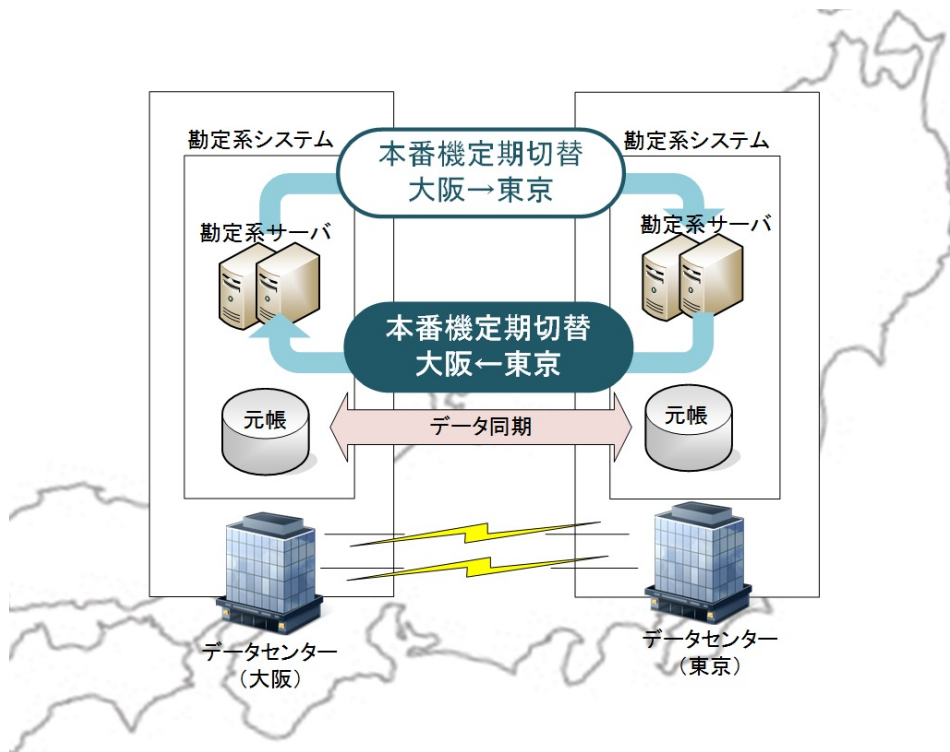 勘定系システム
勘定系システム
本番機定期切替
大阪→東京
勘定系サーバ
勘定系サーバ
本番機定期切替
大阪←東京
元帳
データ同期
元帳
データセンター
（大阪）
データセンター
（東京）